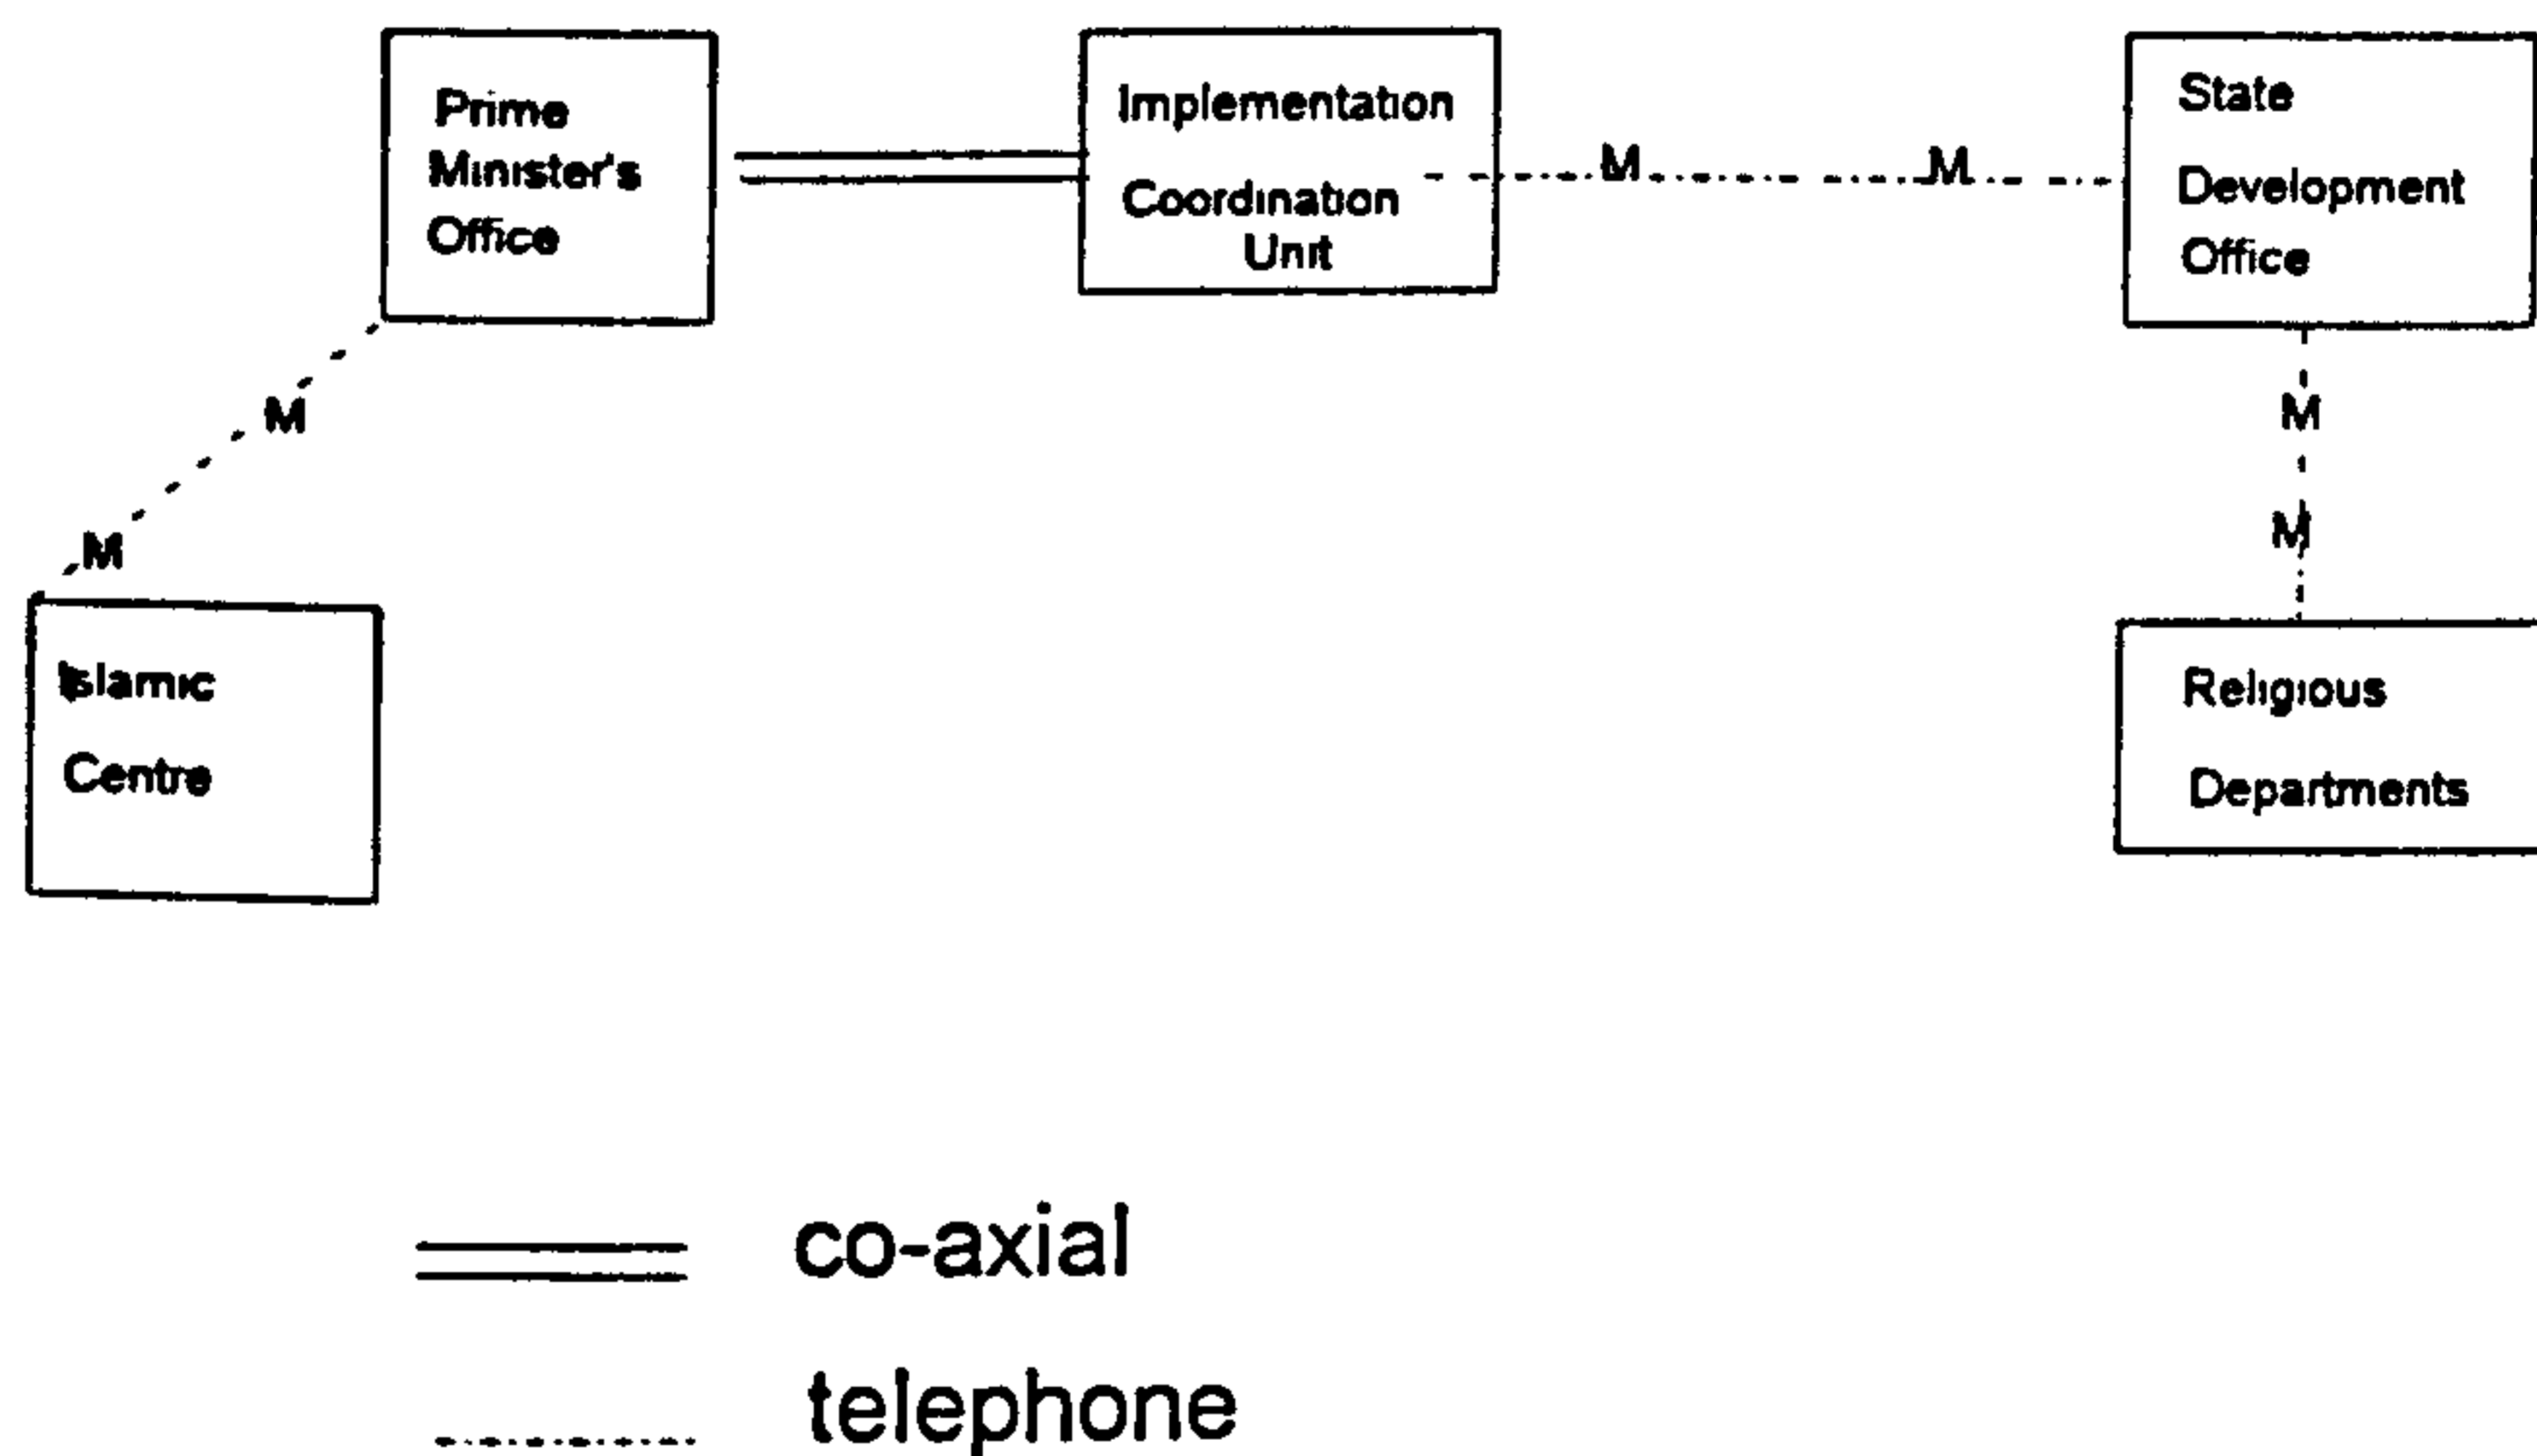 Prime
Minister's
Office
Implementation
Coordination
Unit
State
Development
Office
M
M
M
M
M
M
Islamic
Centre
Religious
Departments
co-axial
telephone